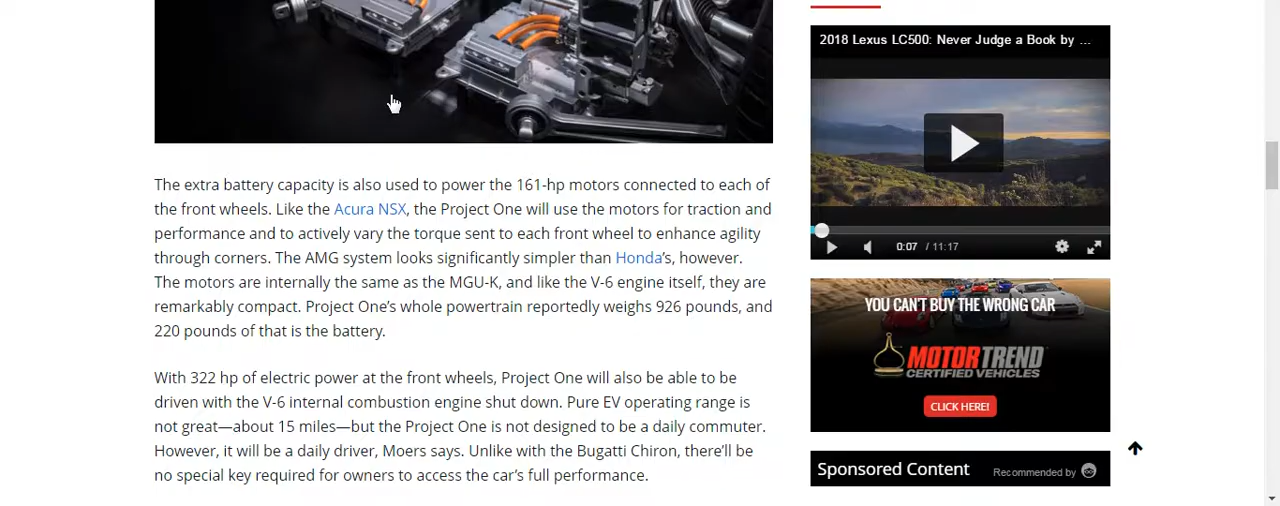 The extra battery capacity is also used to power the 161-hp motors connected to each of
the front wheels. Like the Acura NSX, the Project One will use the motors for traction and
performance and to actively vary the torque sent to each front wheel to enhance agility
through corners. The AMG system looks significantly simpler than Honda’s, however.
The motors are internally the same as the MGU-K, and like the V-6 engine itself, they are
remarkably compact. Project One’s whole powertrain reportedly weighs 926 pounds, and
220 pounds of that is the battery.
With 322 hp of electric power at the front wheels, Project One will also be able to be
driven with the V-6 internal combustion engine shut down. Pure EV operating range is
not great—about 15 miles—but the Project One is not designed to be a daily commuter.
However, it will be a daily driver, Moers says. Unlike with the Bugatti Chiron, there’ll be
no special key required for owners to access the car’s full performance.
2018 Lexus LC500: Never Judge a Book by ...
0:07 / 11:17
YOU CAN'T BUY THE WRONG CAR
MOTORTREND
CERTIFIED VEHICLES
CLICK HERE!
Sponsored Content Recommended by